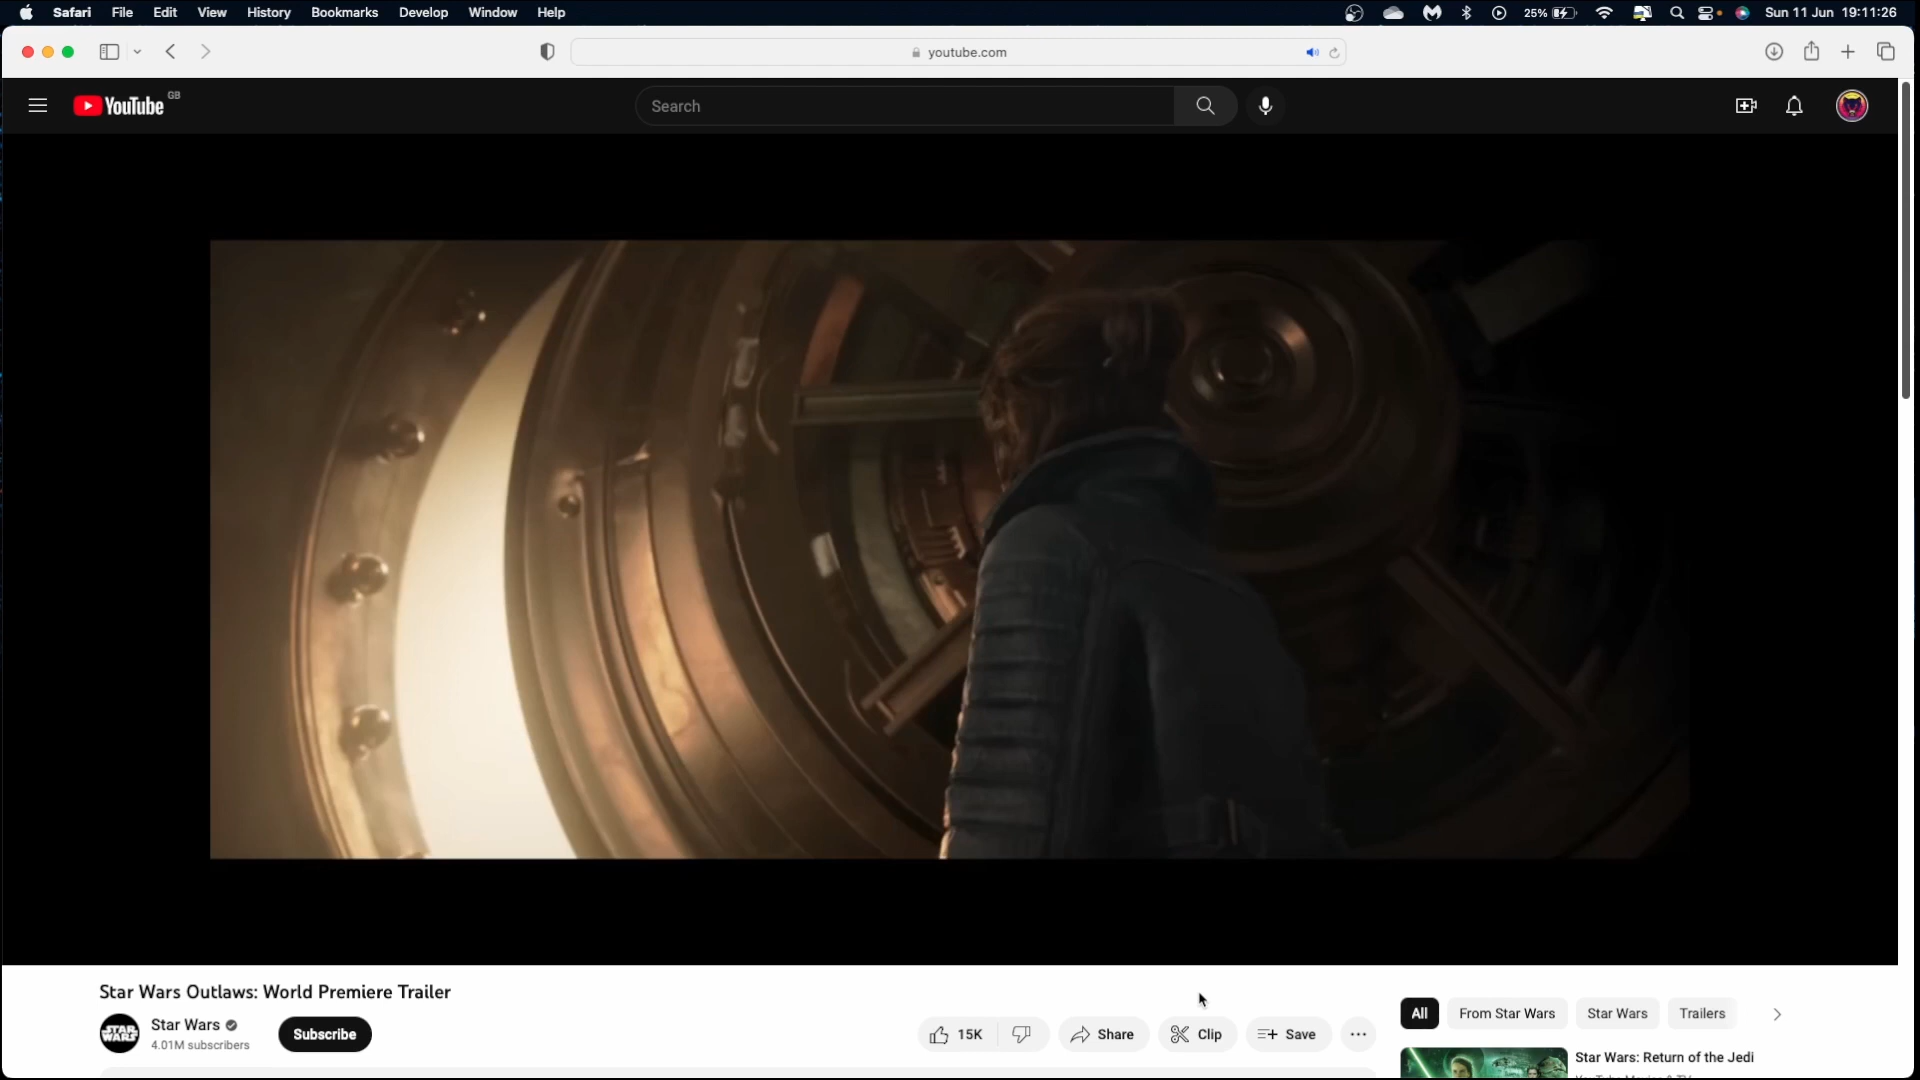 Safari File Edit View History Bookmarks Develop Window Help 25% Sun 11 Jun 19:11:26
youtube.com
YouTube GB Search
Star Wars Outlaws: World Premiere Trailer
STAR WARS
Star Wars
4.01M subscribers
Subscribe
15K Share Clip Save
All From Star Wars Star Wars Trailers
Star Wars: Return of the Jedi